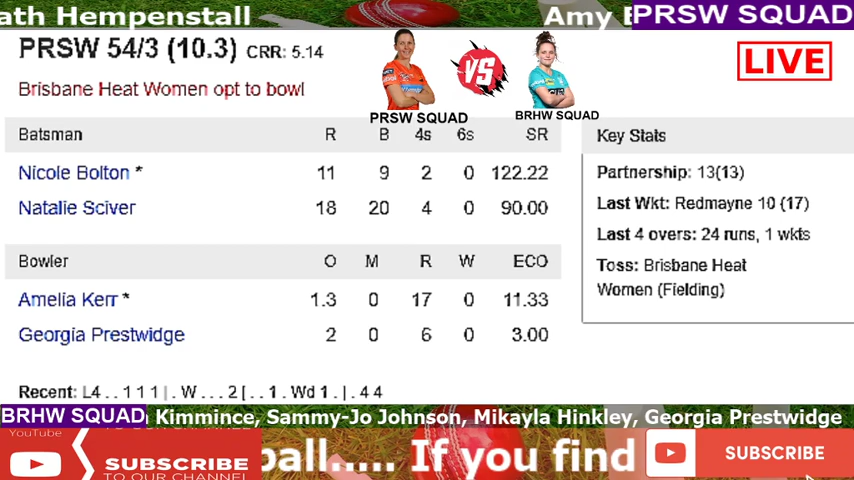 ath Hempenstall Amy PRSW SQUAD
PRSW 54/3 (10.3) CRR: 5.14
VS
LIVE
Brisbane Heat Women opt to bowl
PRSW SQUAD BRHW SQUAD
Batsman R B 4s 6s SR
Nicole Bolton * 11 9 2 0 122.22
Natalie Sciver 18 20 4 0 90.00
Bowler O M R W ECO
Amelia Kerr * 1.3 0 17 0 11.33
Georgia Prestwidge 2 0 6 0 3.00
Recent: L4 . . 1 1 1 | . W . . . 2 [ . . 1 . Wd 1 . | . 4 4
Key Stats
Partnership: 13(13)
Last Wkt: Redmayne 10 (17)
Last 4 overs: 24 runs, 1 wkts
Toss: Brisbane Heat
Women (Fielding)
BRHW SQUAD Kimmince, Sammy-Jo Johnson, Mikayla Hinkley, Georgia Prestwidge
YouTube
SUBSCRIBE
TO OUR CHANNEL
ball..... If you find
SUBSCRIBE